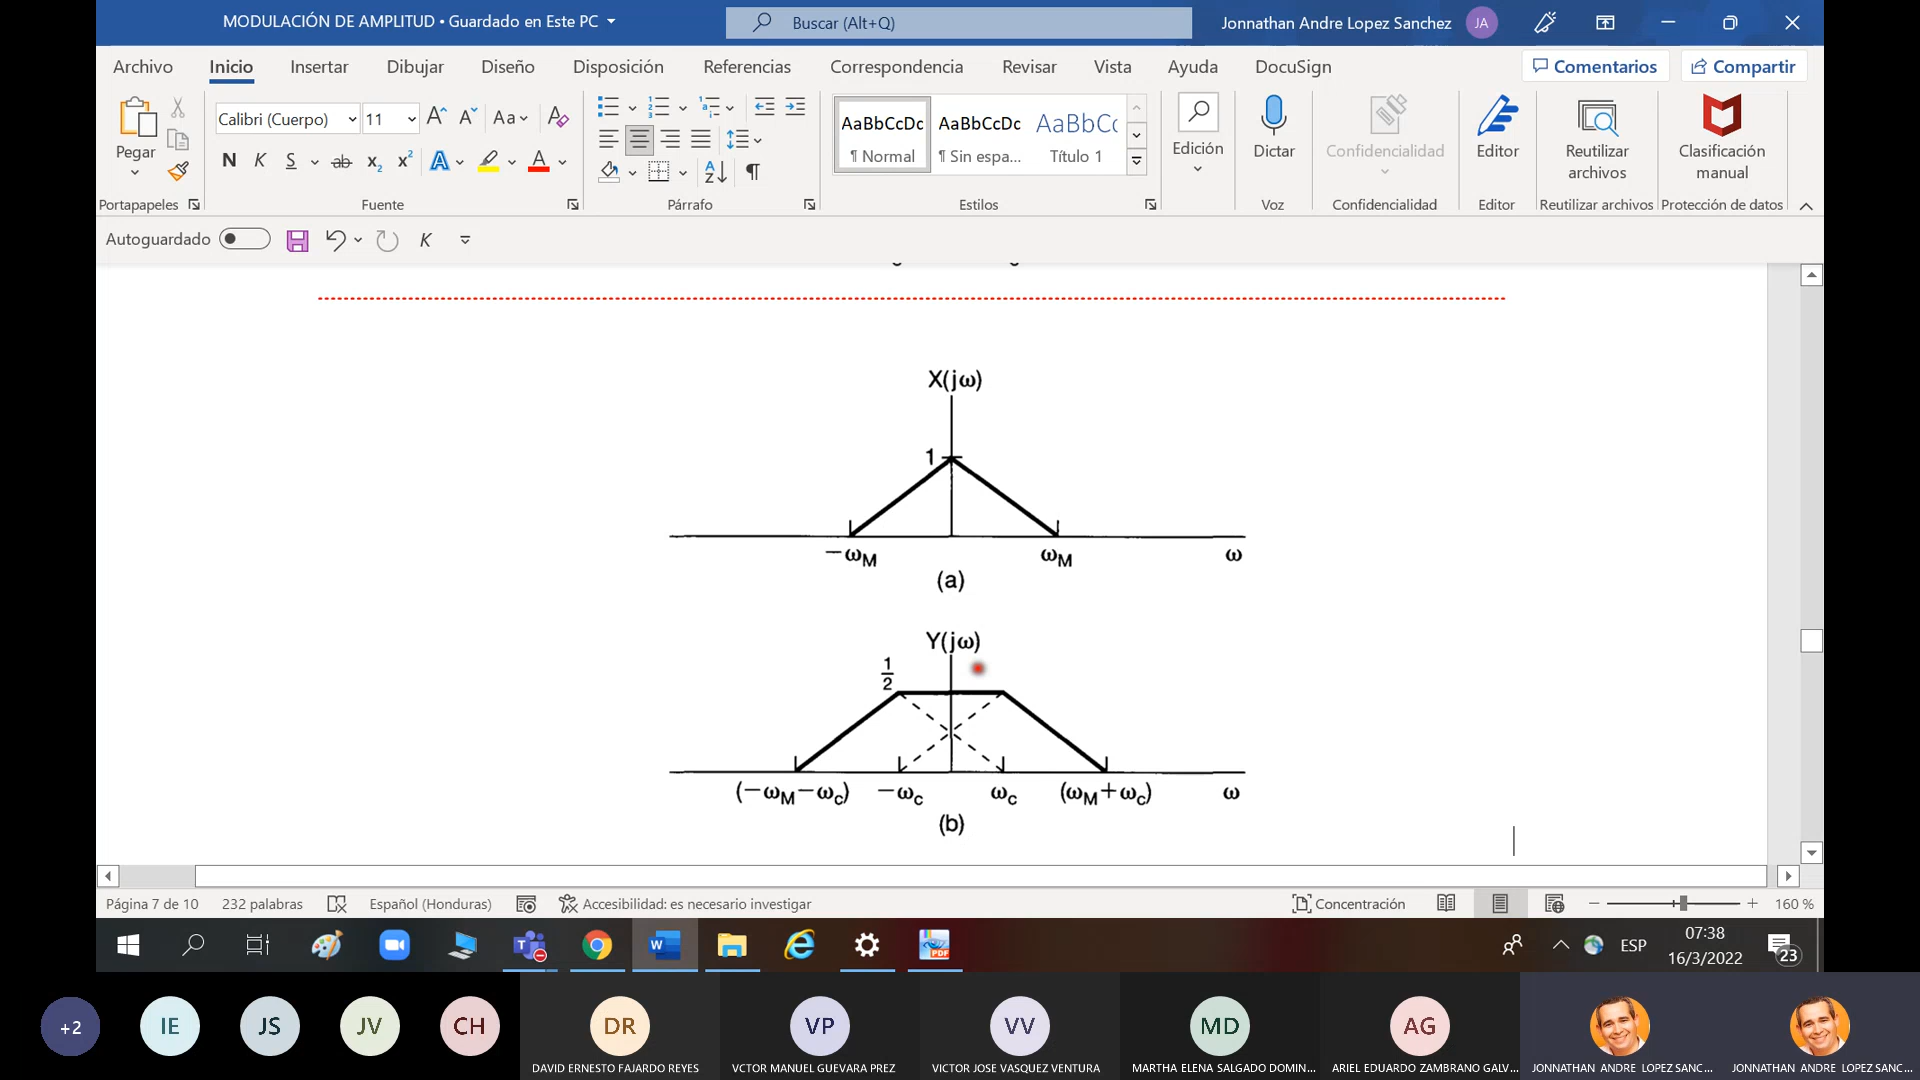 MODULACIÓN DE AMPLITUD • Guardado en Este PC
Buscar (Alt+Q)
Jonnathan Andre Lopez Sanchez
JA
Archivo Inicio Insertar Dibujar Diseño Disposición Referencias Correspondencia Revisar Vista Ayuda DocuSign
Comentarios
Compartir
Pegar
Calibri (Cuerpo) 11
Aa
N K S ab x₂ x² A A
AaBbCcDc AaBbCcDc AaBbCc
¶ Normal ¶ Sin espa... Título 1
Edición
Dictar
Confidencialidad
Editor
Reutilizar
archivos
Clasificación
manual
Portapapeles Fuente Párrafo Estilos Voz Confidencialidad Editor Reutilizar archivos Protección de datos
Autoguardado
K
X(jω)
1
−ωM ωM ω
(a)
Y(jω)
1/2
(−ωM−ωc) −ωc ωc (ωM+ωc) ω
(b)
Página 7 de 10 232 palabras Español (Honduras) Accesibilidad: es necesario investigar Concentración 160 %
ESP
07:38
16/3/2022
23
+2 IE JS JV CH DR VP VV MD AG
DAVID ERNESTO FAJARDO REYES
VCTOR MANUEL GUEVARA PREZ
VICTOR JOSE VASQUEZ VENTURA
MARTHA ELENA SALGADO DOMIN...
ARIEL EDUARDO ZAMBRANO GALV...
JONNATHAN ANDRE LOPEZ SANC...
JONNATHAN ANDRE LOPEZ SANC...